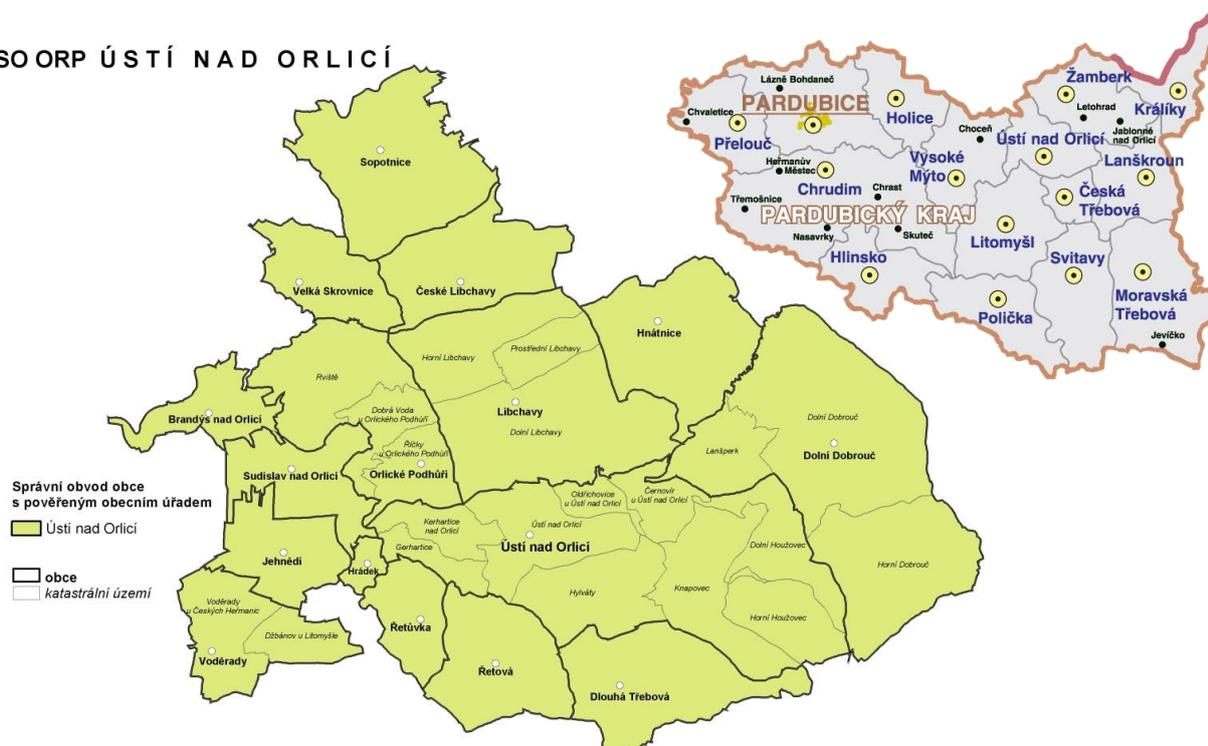 SO ORP ÚSTÍ NAD ORLICÍ
Sopotnice
Velká Skrovnice
České Libchavy
Hnátnice
Horní Libchavy
Prostřední Libchavy
Rviště
Libchavy
Dolní Libchavy
Dobrá Voda
u Orlického Podhůří
Brandýs nad Orlicí
Říčky
u Orlického Podhůří
Orlické Podhůří
Sudislav nad Orlicí
Dolní Dobrouč
Dolní Dobrouč
Lanšperk
Oldřichovice
u Ústí nad Orlicí
Černovír
u Ústí nad Orlicí
Kerhartice
nad Orlicí
Gerhartice
Ústí nad Orlicí
Ústí nad Orlicí
Dolní Houžovec
Horní Dobrouč
Jehnědí
Hrádek
Hylváty
Knapovec
Horní Houžovec
Voděrady
u Českých Heřmanic
Džbánov u Litomyšle
Voděrady
Řetůvka
Řetová
Dlouhá Třebová
Správní obvod obce
s pověřeným obecním úřadem
Ústí nad Orlicí
obce
katastrální území
Lázně Bohdaneč
PARDUBICE
Chvaletice
Přelouč
Holice
Žamberk
Letohrad
Králíky
Jablonné
nad Orlicí
Choceň
Ústí nad Orlicí
Vysoké
Mýto
Lanškroun
Heřmanův
Městec
Chrudim
Chrast
Česká
Třebová
Třemošnice
PARDUBICKÝ KRAJ
Nasavrky
Skuteč
Litomyšl
Hlinsko
Svitavy
Polička
Moravská
Třebová
Jevíčko